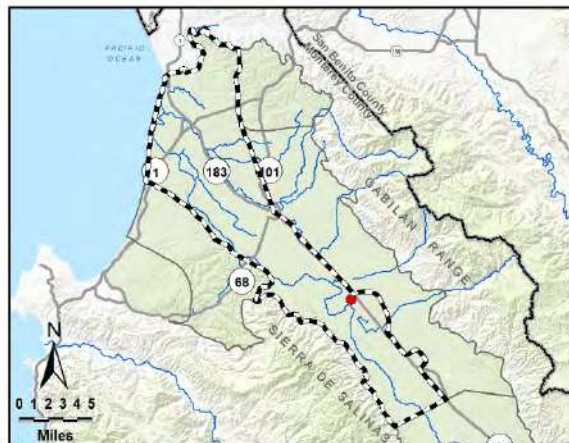 PACIFIC
OCEAN
1
San Benito County
Monterey County
1
183
101
GABILAN RANGE
68
SIERRA DE SALINAS
N
0 1 2 3 4 5
Miles